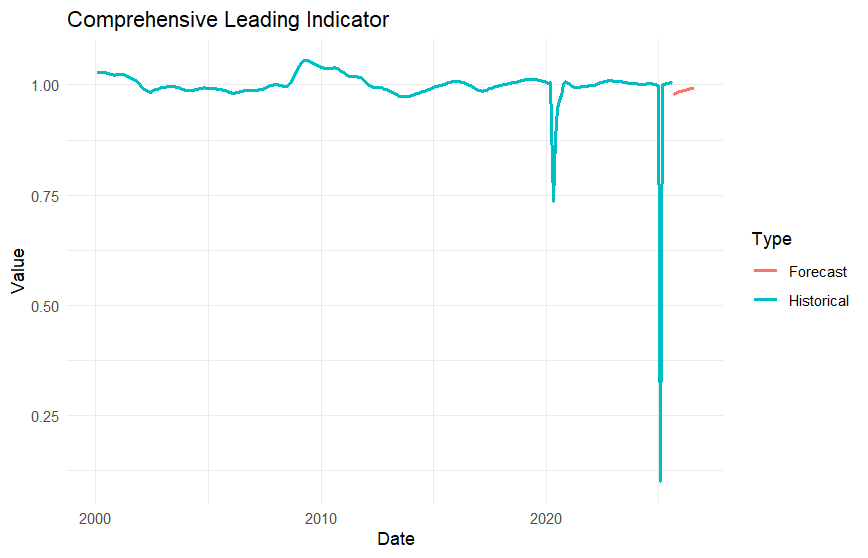 Comprehensive Leading Indicator
1.00
0.75
0.50
0.25
Value
2000
2010
2020
Date
Type
Forecast
Historical